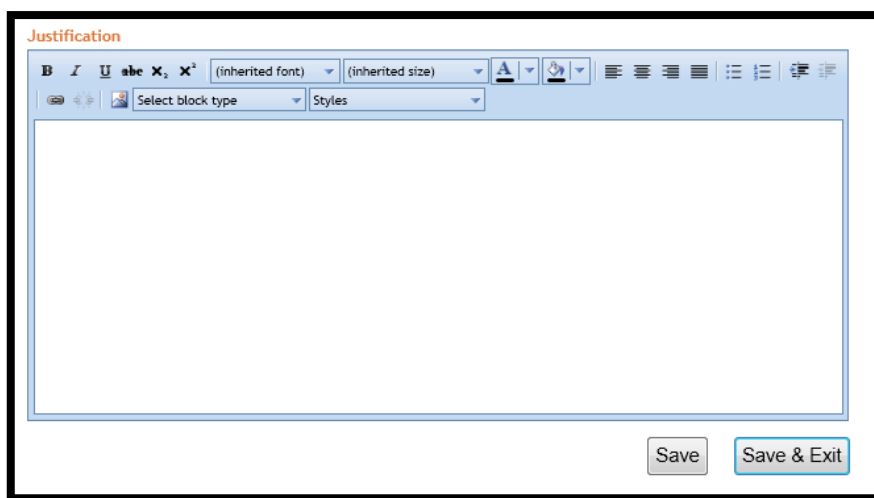 Justification
B I U abc X₂ X² (inherited font) (inherited size) A
Select block type Styles
Save Save & Exit